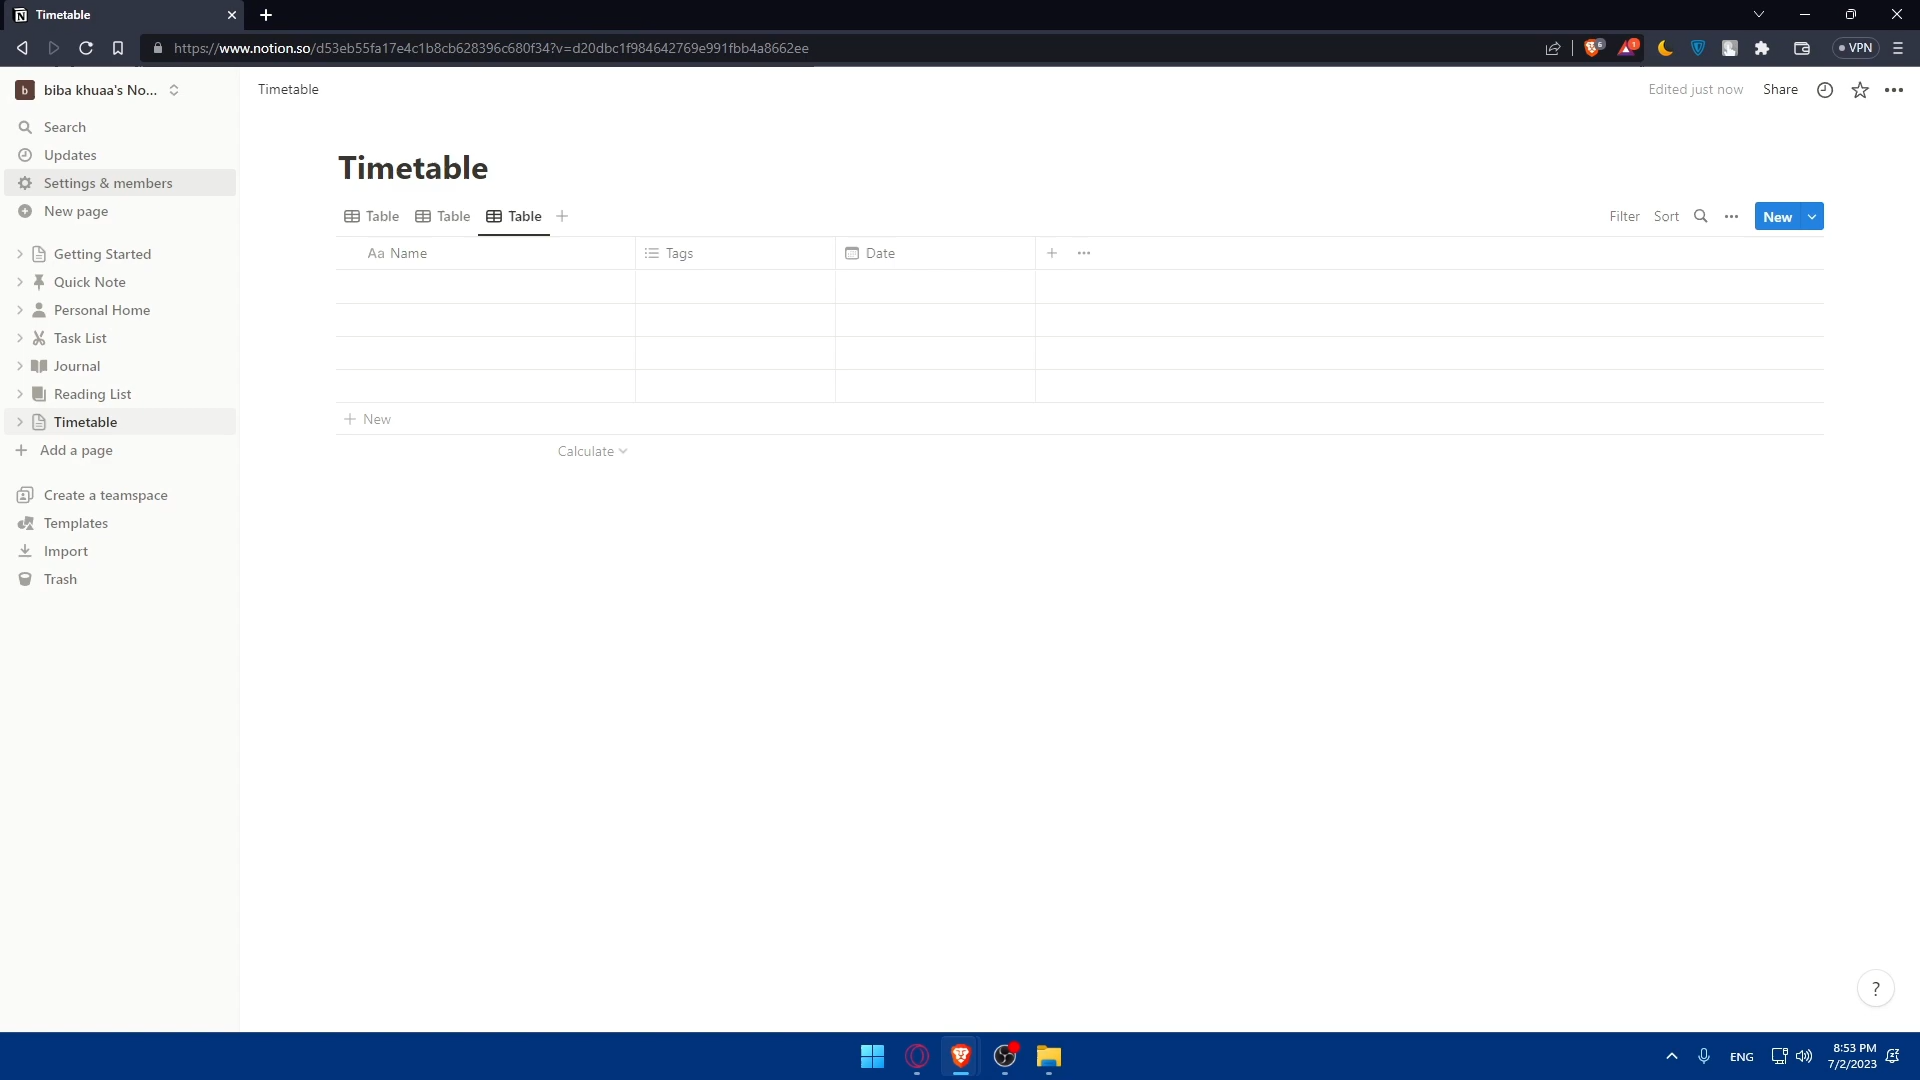 Timetable
https://www.notion.so/d53eb55fa17e4c1b8cb628396c680f34?v=d20dbc1f984642769e991fbb4a8662ee
6
1
VPN
b biba khuaa's No...
Timetable
Edited just now Share
Search
Updates
Settings & members
New page
Getting Started
Quick Note
Personal Home
Task List
Journal
Reading List
Timetable
Add a page
Create a teamspace
Templates
Import
Trash
Timetable
Table Table Table
Filter Sort New
Aa Name Tags Date
New
Calculate
?
ENG
8:53 PM
7/2/2023